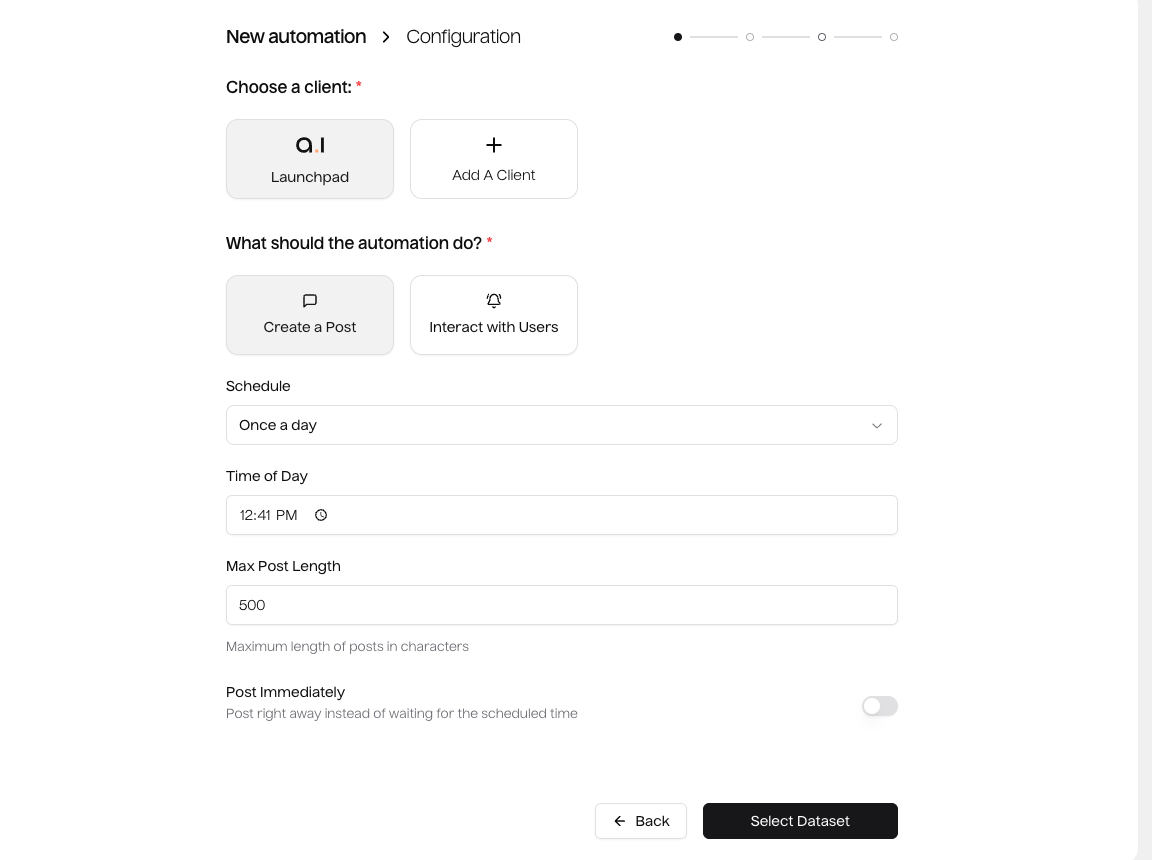 New automation > Configuration
Choose a client: *
a.I
Launchpad
Add A Client
What should the automation do? *
Create a Post
Interact with Users
Schedule
Once a day
Time of Day
12:41 PM
Max Post Length
500
Maximum length of posts in characters
Post Immediately
Post right away instead of waiting for the scheduled time
Back
Select Dataset